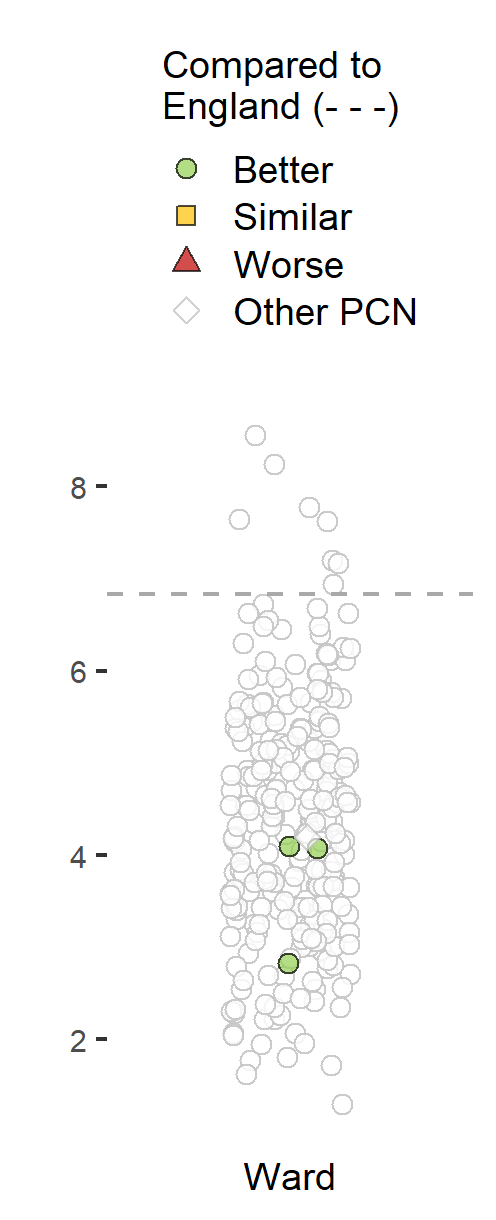 Compared to
England (- - -)
Better
Similar
Worse
Other PCN
8
6
4
2
Ward